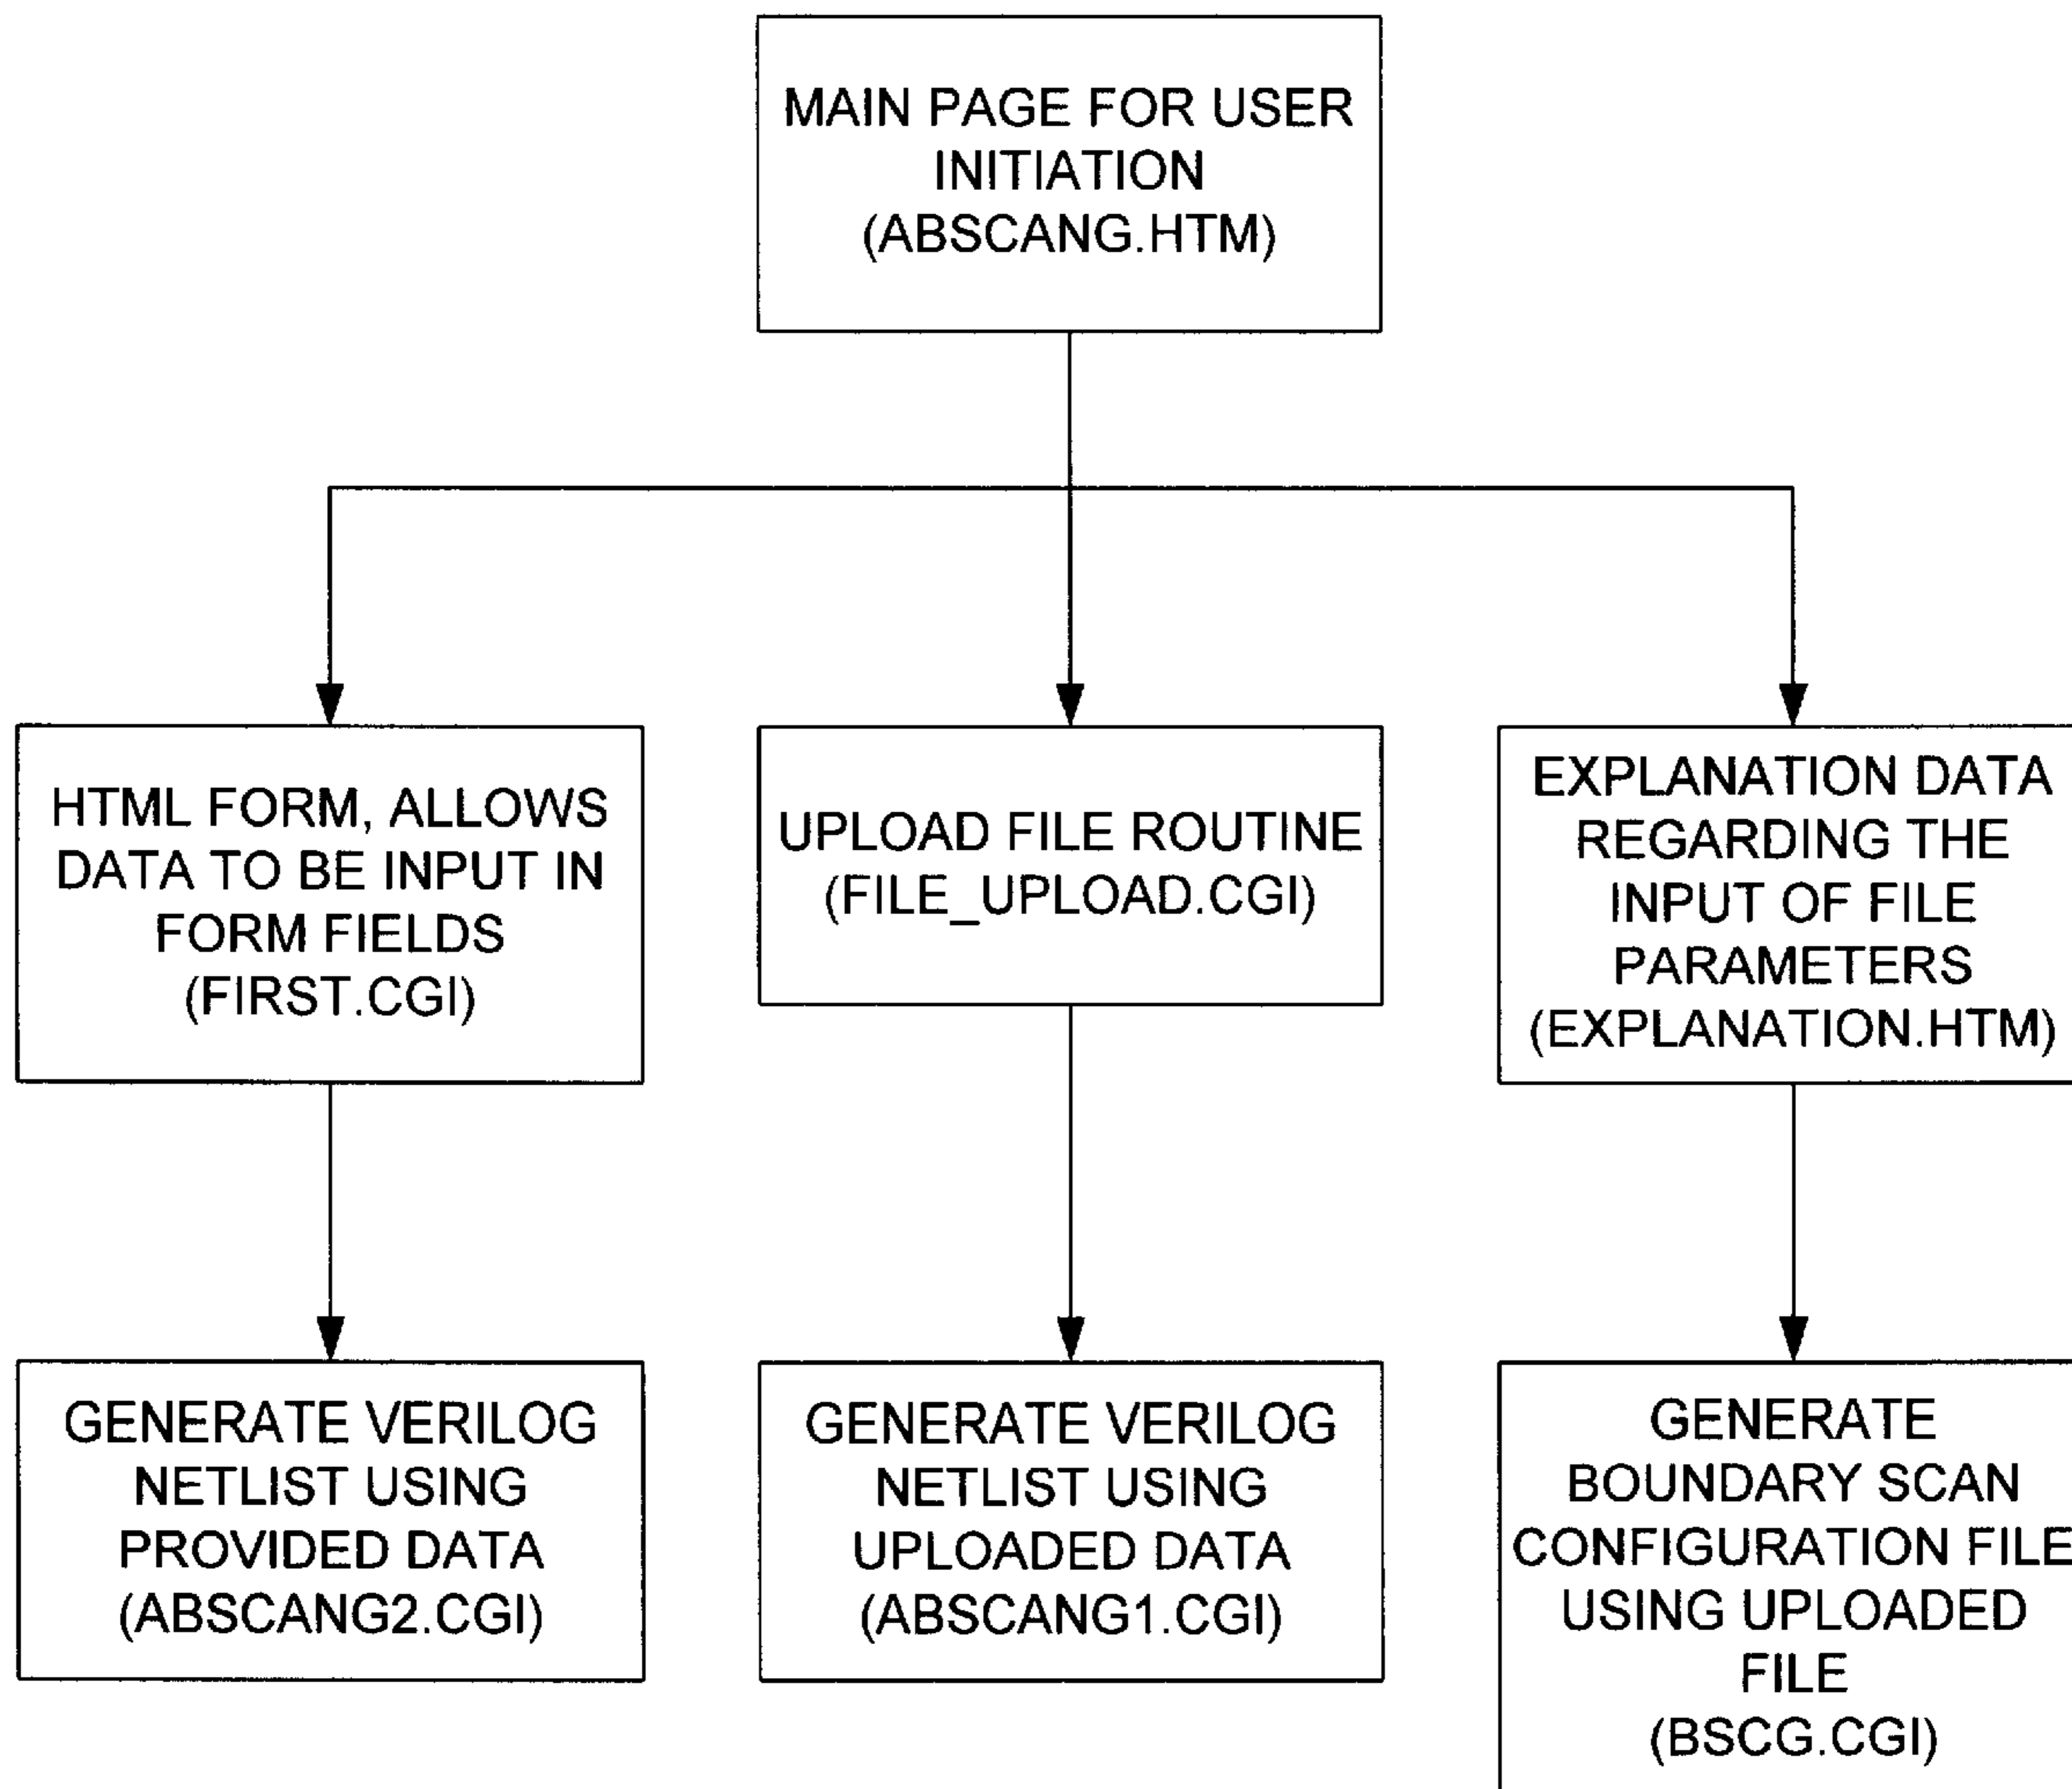 MAIN PAGE FOR USER
INITIATION
(ABSCANG.HTM)
HTML FORM, ALLOWS
DATA TO BE INPUT IN
FORM FIELDS
(FIRST.CGI)
UPLOAD FILE ROUTINE
(FILE_UPLOAD.CGI)
EXPLANATION DATA
REGARDING THE
INPUT OF FILE
PARAMETERS
(EXPLANATION.HTM)
GENERATE VERILOG
NETLIST USING
PROVIDED DATA
(ABSCANG2.CGI)
GENERATE VERILOG
NETLIST USING
UPLOADED DATA
(ABSCANG1.CGI)
GENERATE
BOUNDARY SCAN
CONFIGURATION FILE
USING UPLOADED
FILE
(BSCG.CGI)